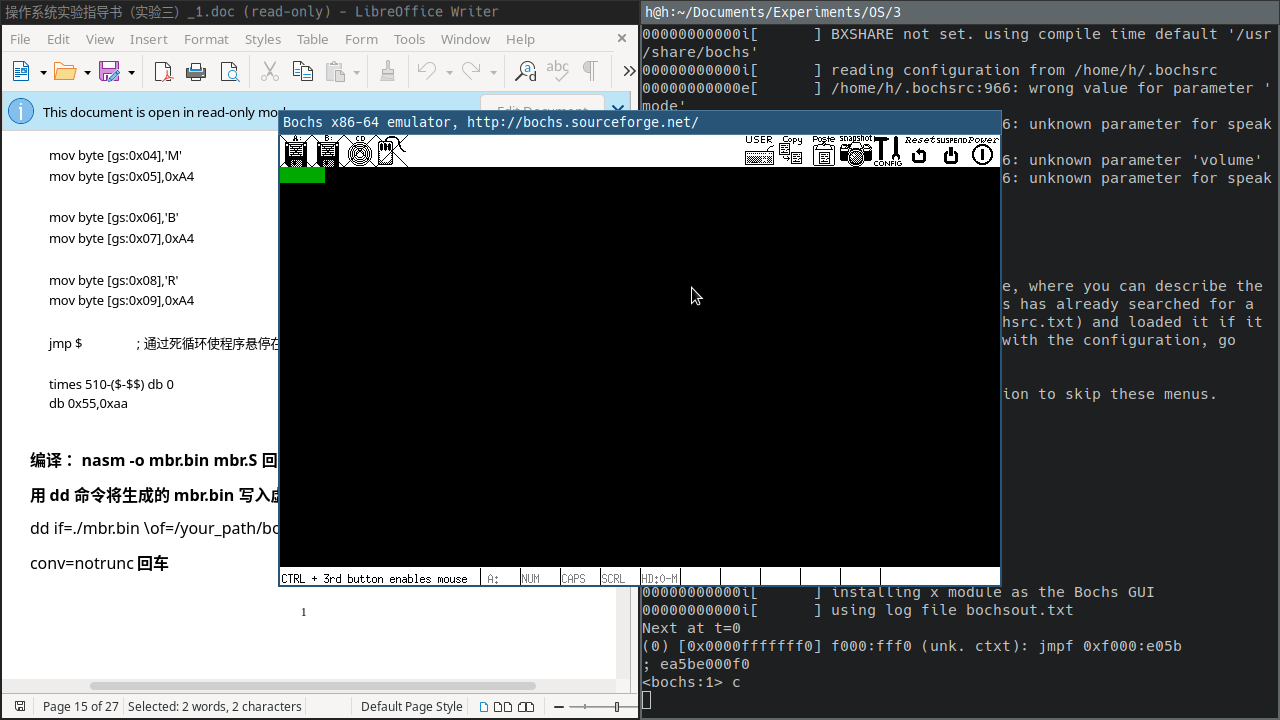 操作系统实验指导书（实验三）_1.doc (read-only) - LibreOffice Writer
File Edit View Insert Format Styles Table Form Tools Window Help
This document is open in read-only mo
Edit Document
mov byte [gs:0x04],'M'
mov byte [gs:0x05],0xA4
mov byte [gs:0x06],'B'
mov byte [gs:0x07],0xA4
mov byte [gs:0x08],'R'
mov byte [gs:0x09],0xA4
jmp $ ; 通过死循环使程序悬停在
times 510-($-$$) db 0
db 0x55,0xaa
编译： nasm -o mbr.bin mbr.S 回
用 dd 命令将生成的 mbr.bin 写入虚
dd if=./mbr.bin \of=/your_path/bo
conv=notrunc 回车
1
Page 15 of 27 Selected: 2 words, 2 characters Default Page Style
Bochs x86-64 emulator, http://bochs.sourceforge.net/
A: B: CD USER Copy Paste snapshot CONFIG Reset SUSPEND Power
CTRL + 3rd button enables mouse A: NUM CAPS SCRL HD:0-M
h@h:~/Documents/Experiments/OS/3
00000000000i[ ] BXSHARE not set. using compile time default '/usr
/share/bochs'
00000000000i[ ] reading configuration from /home/h/.bochsrc
00000000000e[ ] /home/h/.bochsrc:966: wrong value for parameter '
mode'
6: unknown parameter for speak
6: unknown parameter 'volume'
6: unknown parameter for speak
e, where you can describe the
s has already searched for a
hsrc.txt) and loaded it if it
with the configuration, go
ion to skip these menus.
00000000000i[ ] installing x module as the Bochs GUI
00000000000i[ ] using log file bochsout.txt
Next at t=0
(0) [0x0000fffffff0] f000:fff0 (unk. ctxt): jmpf 0xf000:e05b
; ea5be000f0
<bochs:1> c